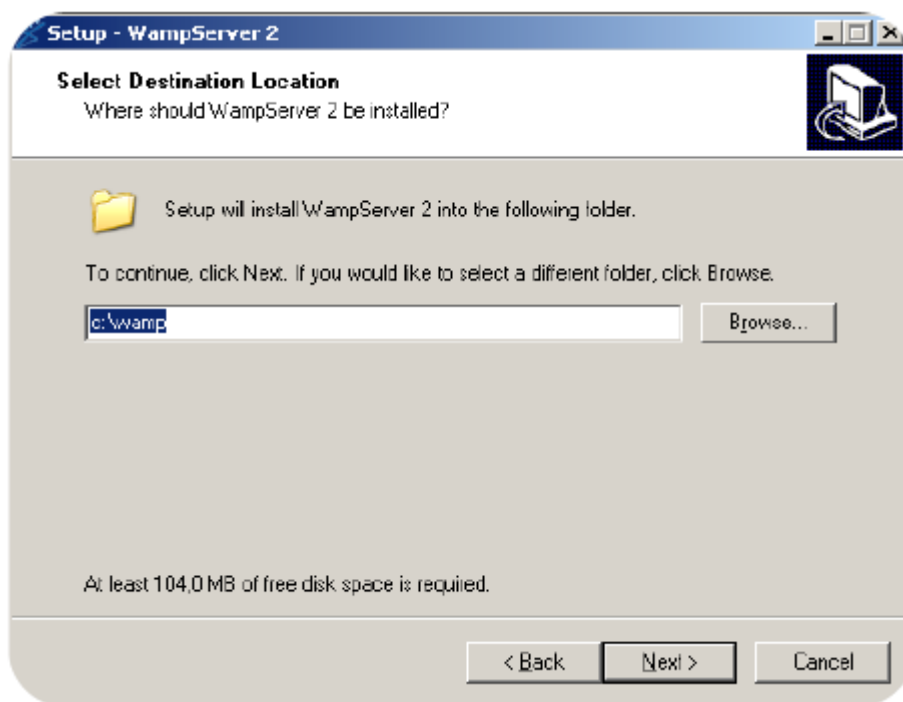 Setup - WampServer 2
Select Destination Location
Where should WampServer 2 be installed?
Setup will install WampServer 2 into the following folder.
To continue, click Next. If you would like to select a different folder, click Browse.
c:\wamp
Browse...
At least 104,0 MB of free disk space is required.
< Back
Next >
Cancel